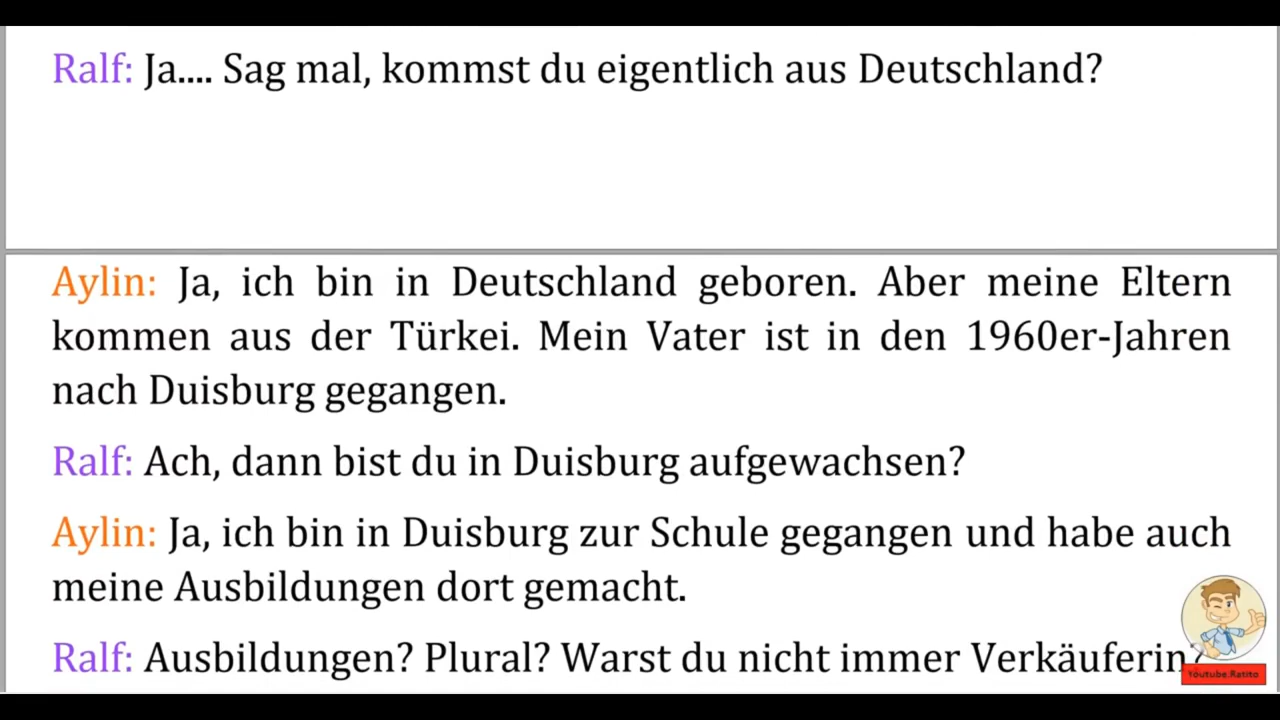 Ralf: Ja.... Sag mal, kommst du eigentlich aus Deutschland?
Aylin: Ja, ich bin in Deutschland geboren. Aber meine Eltern
kommen aus der Türkei. Mein Vater ist in den 1960er-Jahren
nach Duisburg gegangen.
Ralf: Ach, dann bist du in Duisburg aufgewachsen?
Aylin: Ja, ich bin in Duisburg zur Schule gegangen und habe auch
meine Ausbildungen dort gemacht.
Ralf: Ausbildungen? Plural? Warst du nicht immer Verkäuferin?
Youtube:Ratito